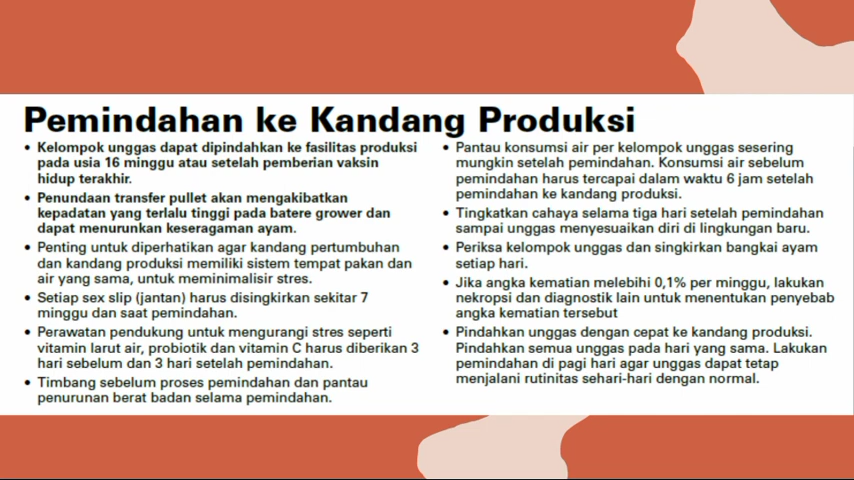 Pemindahan ke Kandang Produksi
• Kelompok unggas dapat dipindahkan ke fasilitas produksi
pada usia 16 minggu atau setelah pemberian vaksin
hidup terakhir.
• Penundaan transfer pullet akan mengakibatkan
kepadatan yang terlalu tinggi pada batere grower dan
dapat menurunkan keseragaman ayam.
• Penting untuk diperhatikan agar kandang pertumbuhan
dan kandang produksi memiliki sistem tempat pakan dan
air yang sama, untuk meminimalisir stres.
• Setiap sex slip (jantan) harus disingkirkan sekitar 7
minggu dan saat pemindahan.
• Perawatan pendukung untuk mengurangi stres seperti
vitamin larut air, probiotik dan vitamin C harus diberikan 3
hari sebelum dan 3 hari setelah pemindahan.
• Timbang sebelum proses pemindahan dan pantau
penurunan berat badan selama pemindahan.
• Pantau konsumsi air per kelompok unggas sesering
mungkin setelah pemindahan. Konsumsi air sebelum
pemindahan harus tercapai dalam waktu 6 jam setelah
pemindahan ke kandang produksi.
• Tingkatkan cahaya selama tiga hari setelah pemindahan
sampai unggas menyesuaikan diri di lingkungan baru.
• Periksa kelompok unggas dan singkirkan bangkai ayam
setiap hari.
• Jika angka kematian melebihi 0,1% per minggu, lakukan
nekropsi dan diagnostik lain untuk menentukan penyebab
angka kematian tersebut
• Pindahkan unggas dengan cepat ke kandang produksi.
Pindahkan semua unggas pada hari yang sama. Lakukan
pemindahan di pagi hari agar unggas dapat tetap
menjalani rutinitas sehari-hari dengan normal.